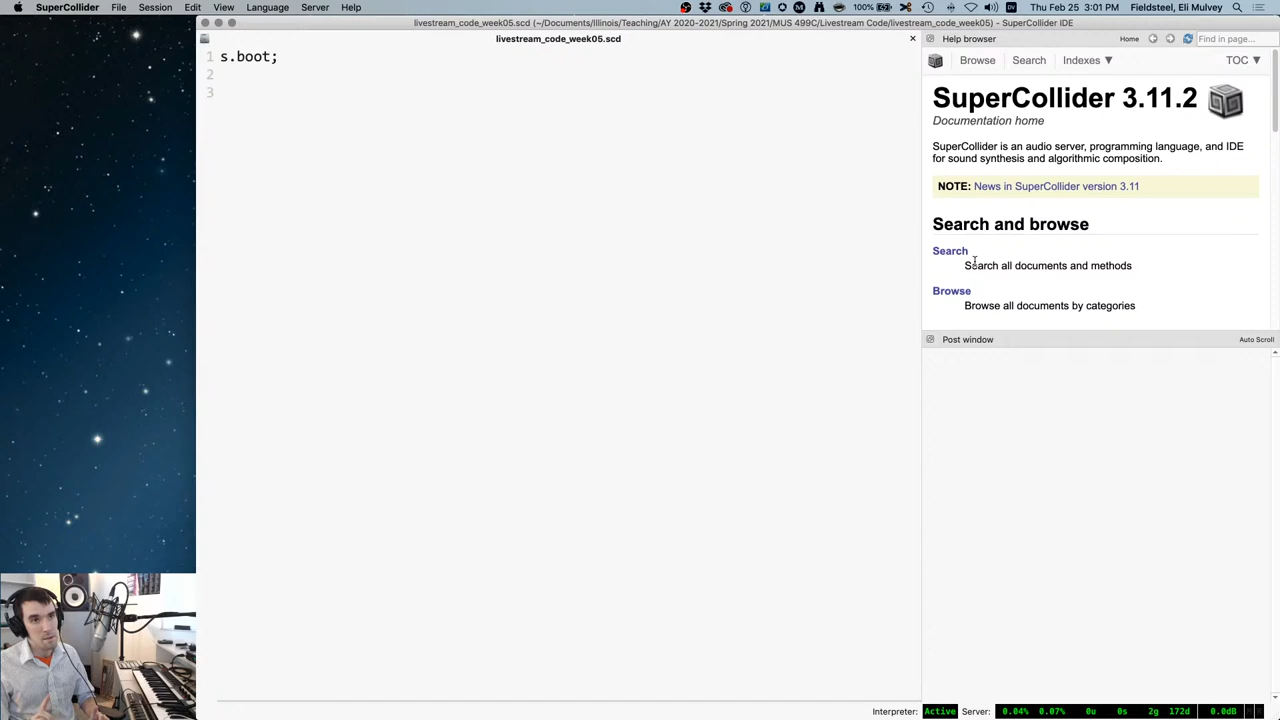 SuperCollider File Session Edit View Language Server Help
Thu Feb 25 3:01 PM Fieldsteel, Eli Mulvey
livestream_code_week05.scd (~/Documents/Illinois/Teaching/AY 2020-2021/Spring 2021/MUS 499C/Livestream Code/livestream_code_week05) - SuperCollider IDE
livestream_code_week05.scd
1 s.boot;
2
3
Help browser Home Find in page...
Browse Search Indexes ▼ TOC ▼
SuperCollider 3.11.2
Documentation home
SuperCollider is an audio server, programming language, and IDE
for sound synthesis and algorithmic composition.
NOTE: News in SuperCollider version 3.11
Search and browse
Search
Search all documents and methods
Browse
Browse all documents by categories
Post window Auto Scroll
Interpreter: Active Server: 0.04% 0.07% 0u 0s 2g 172d 0.0dB